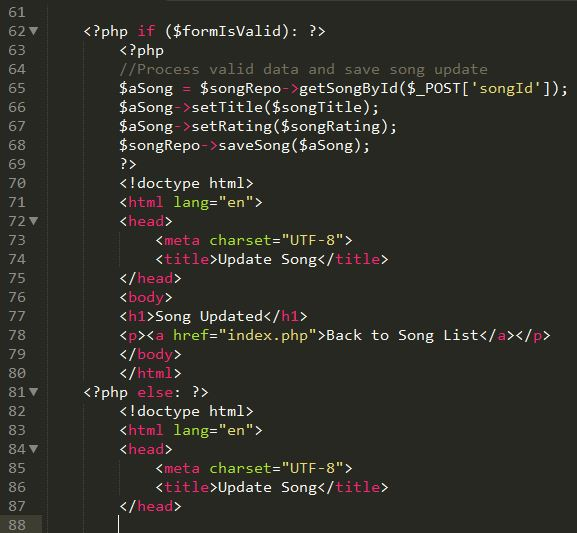 61
62 <?php if ($formIsValid): ?>
63 <?php
64 //Process valid data and save song update
65 $aSong = $songRepo->getSongById($_POST['songId']);
66 $aSong->setTitle($songTitle);
67 $aSong->setRating($songRating);
68 $songRepo->saveSong($aSong);
69 ?>
70 <!doctype html>
71 <html lang="en">
72 <head>
73 <meta charset="UTF-8">
74 <title>Update Song</title>
75 </head>
76 <body>
77 <h1>Song Updated</h1>
78 <p><a href="index.php">Back to Song List</a></p>
79 </body>
80 </html>
81 <?php else: ?>
82 <!doctype html>
83 <html lang="en">
84 <head>
85 <meta charset="UTF-8">
86 <title>Update Song</title>
87 </head>
88